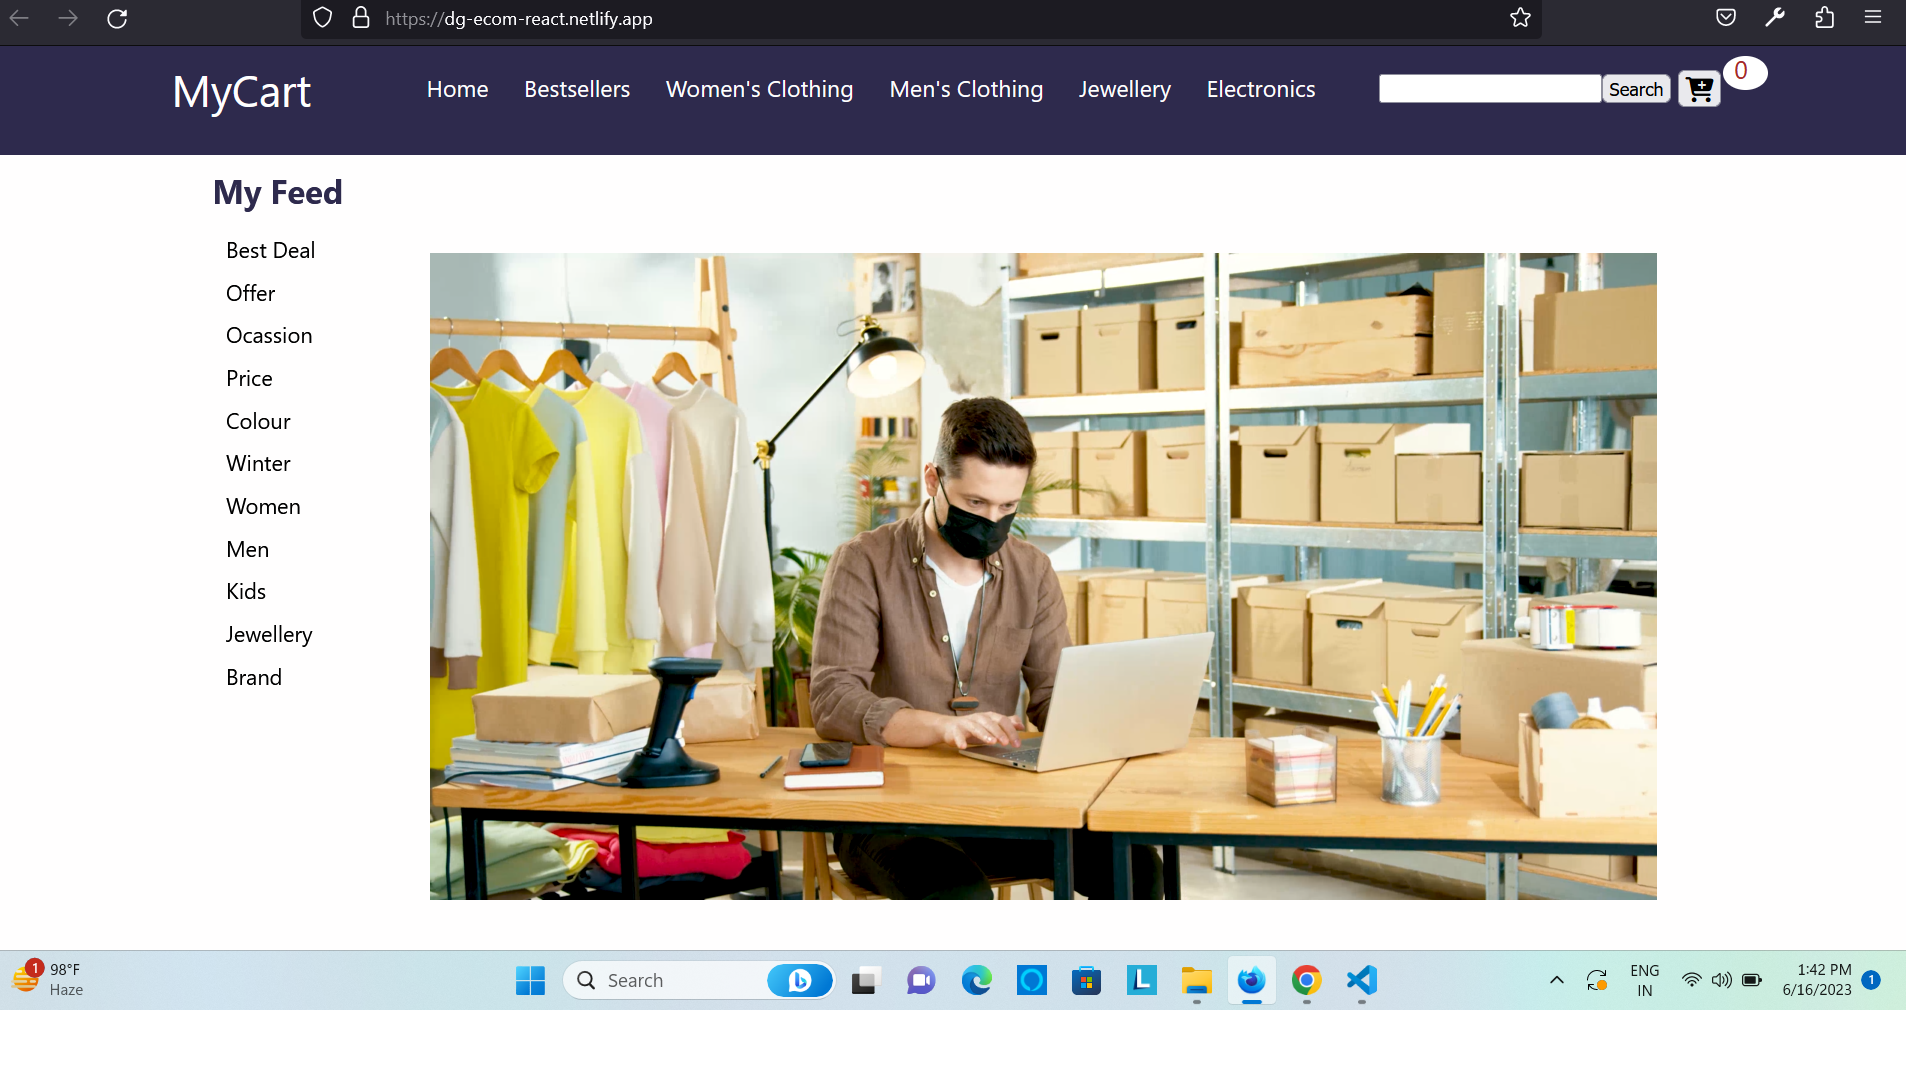 https://dg-ecom-react.netlify.app
MyCart Home Bestsellers Women's Clothing Men's Clothing Jewellery Electronics Search 0
My Feed
Best Deal
Offer
Ocassion
Price
Colour
Winter
Women
Men
Kids
Jewellery
Brand
1 98°F
Haze
Search
L
ENG
IN
1:42 PM
6/16/2023
1